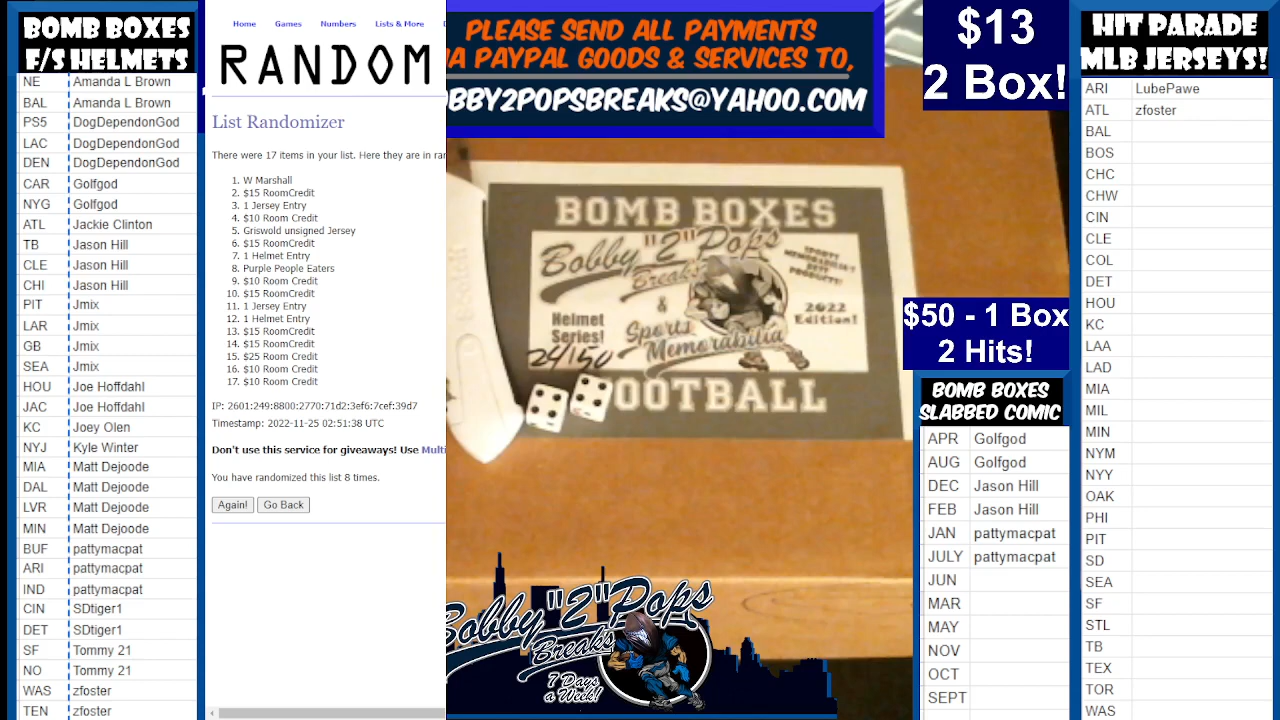 BOMB BOXES
F/S HELMETS
NE Amanda L Brown
BAL Amanda L Brown
PS5 DogDependonGod
LAC DogDependonGod
DEN DogDependonGod
CAR Golfgod
NYG Golfgod
ATL Jackie Clinton
TB Jason Hill
CLE Jason Hill
CHI Jason Hill
PIT Jmix
LAR Jmix
GB Jmix
SEA Jmix
HOU Joe Hoffdahl
JAC Joe Hoffdahl
KC Joey Olen
NYJ Kyle Winter
MIA Matt Dejoode
DAL Matt Dejoode
LVR Matt Dejoode
MIN Matt Dejoode
BUF pattymacpat
ARI pattymacpat
IND pattymacpat
CIN SDtiger1
DET SDtiger1
SF Tommy 21
NO Tommy 21
WAS zfoster
TEN zfoster
Home Games Numbers Lists & More
RANDOM
List Randomizer
There were 17 items in your list. Here they are in ra
1. W Marshall
2. $15 RoomCredit
3. 1 Jersey Entry
4. $10 Room Credit
5. Griswold unsigned Jersey
6. $15 RoomCredit
7. 1 Helmet Entry
8. Purple People Eaters
9. $10 Room Credit
10. $15 RoomCredit
11. 1 Jersey Entry
12. 1 Helmet Entry
13. $15 RoomCredit
14. $15 RoomCredit
15. $25 Room Credit
16. $10 Room Credit
17. $10 Room Credit
IP: 2601:249:8800:2770:71d2:3ef6:7cef:39d7
Timestamp: 2022-11-25 02:51:38 UTC
Don't use this service for giveaways! Use Multi
You have randomized this list 8 times.
Again! Go Back
PLEASE SEND ALL PAYMENTS
IA PAYPAL GOODS & SERVICES TO,
OBBY2POPSBREAKS@YAHOO.COM
BOMB BOXES
Bobby "2" Pops
Breaks
&
Sports
Memorabilia
Helmet
Series!
24/150
2022
Edition!
FOOTBALL
Bobby "2" Pops
Breaks
7 Days
a Week!
$13
2 Box!
$50 - 1 Box
2 Hits!
BOMB BOXES
SLABBED COMIC
APR Golfgod
AUG Golfgod
DEC Jason Hill
FEB Jason Hill
JAN pattymacpat
JULY pattymacpat
JUN
MAR
MAY
NOV
OCT
SEPT
HIT PARADE
MLB JERSEYS!
ARI LubePawe
ATL zfoster
BAL
BOS
CHC
CHW
CIN
CLE
COL
DET
HOU
KC
LAA
LAD
MIA
MIL
MIN
NYM
NYY
OAK
PHI
PIT
SD
SEA
SF
STL
TB
TEX
TOR
WAS